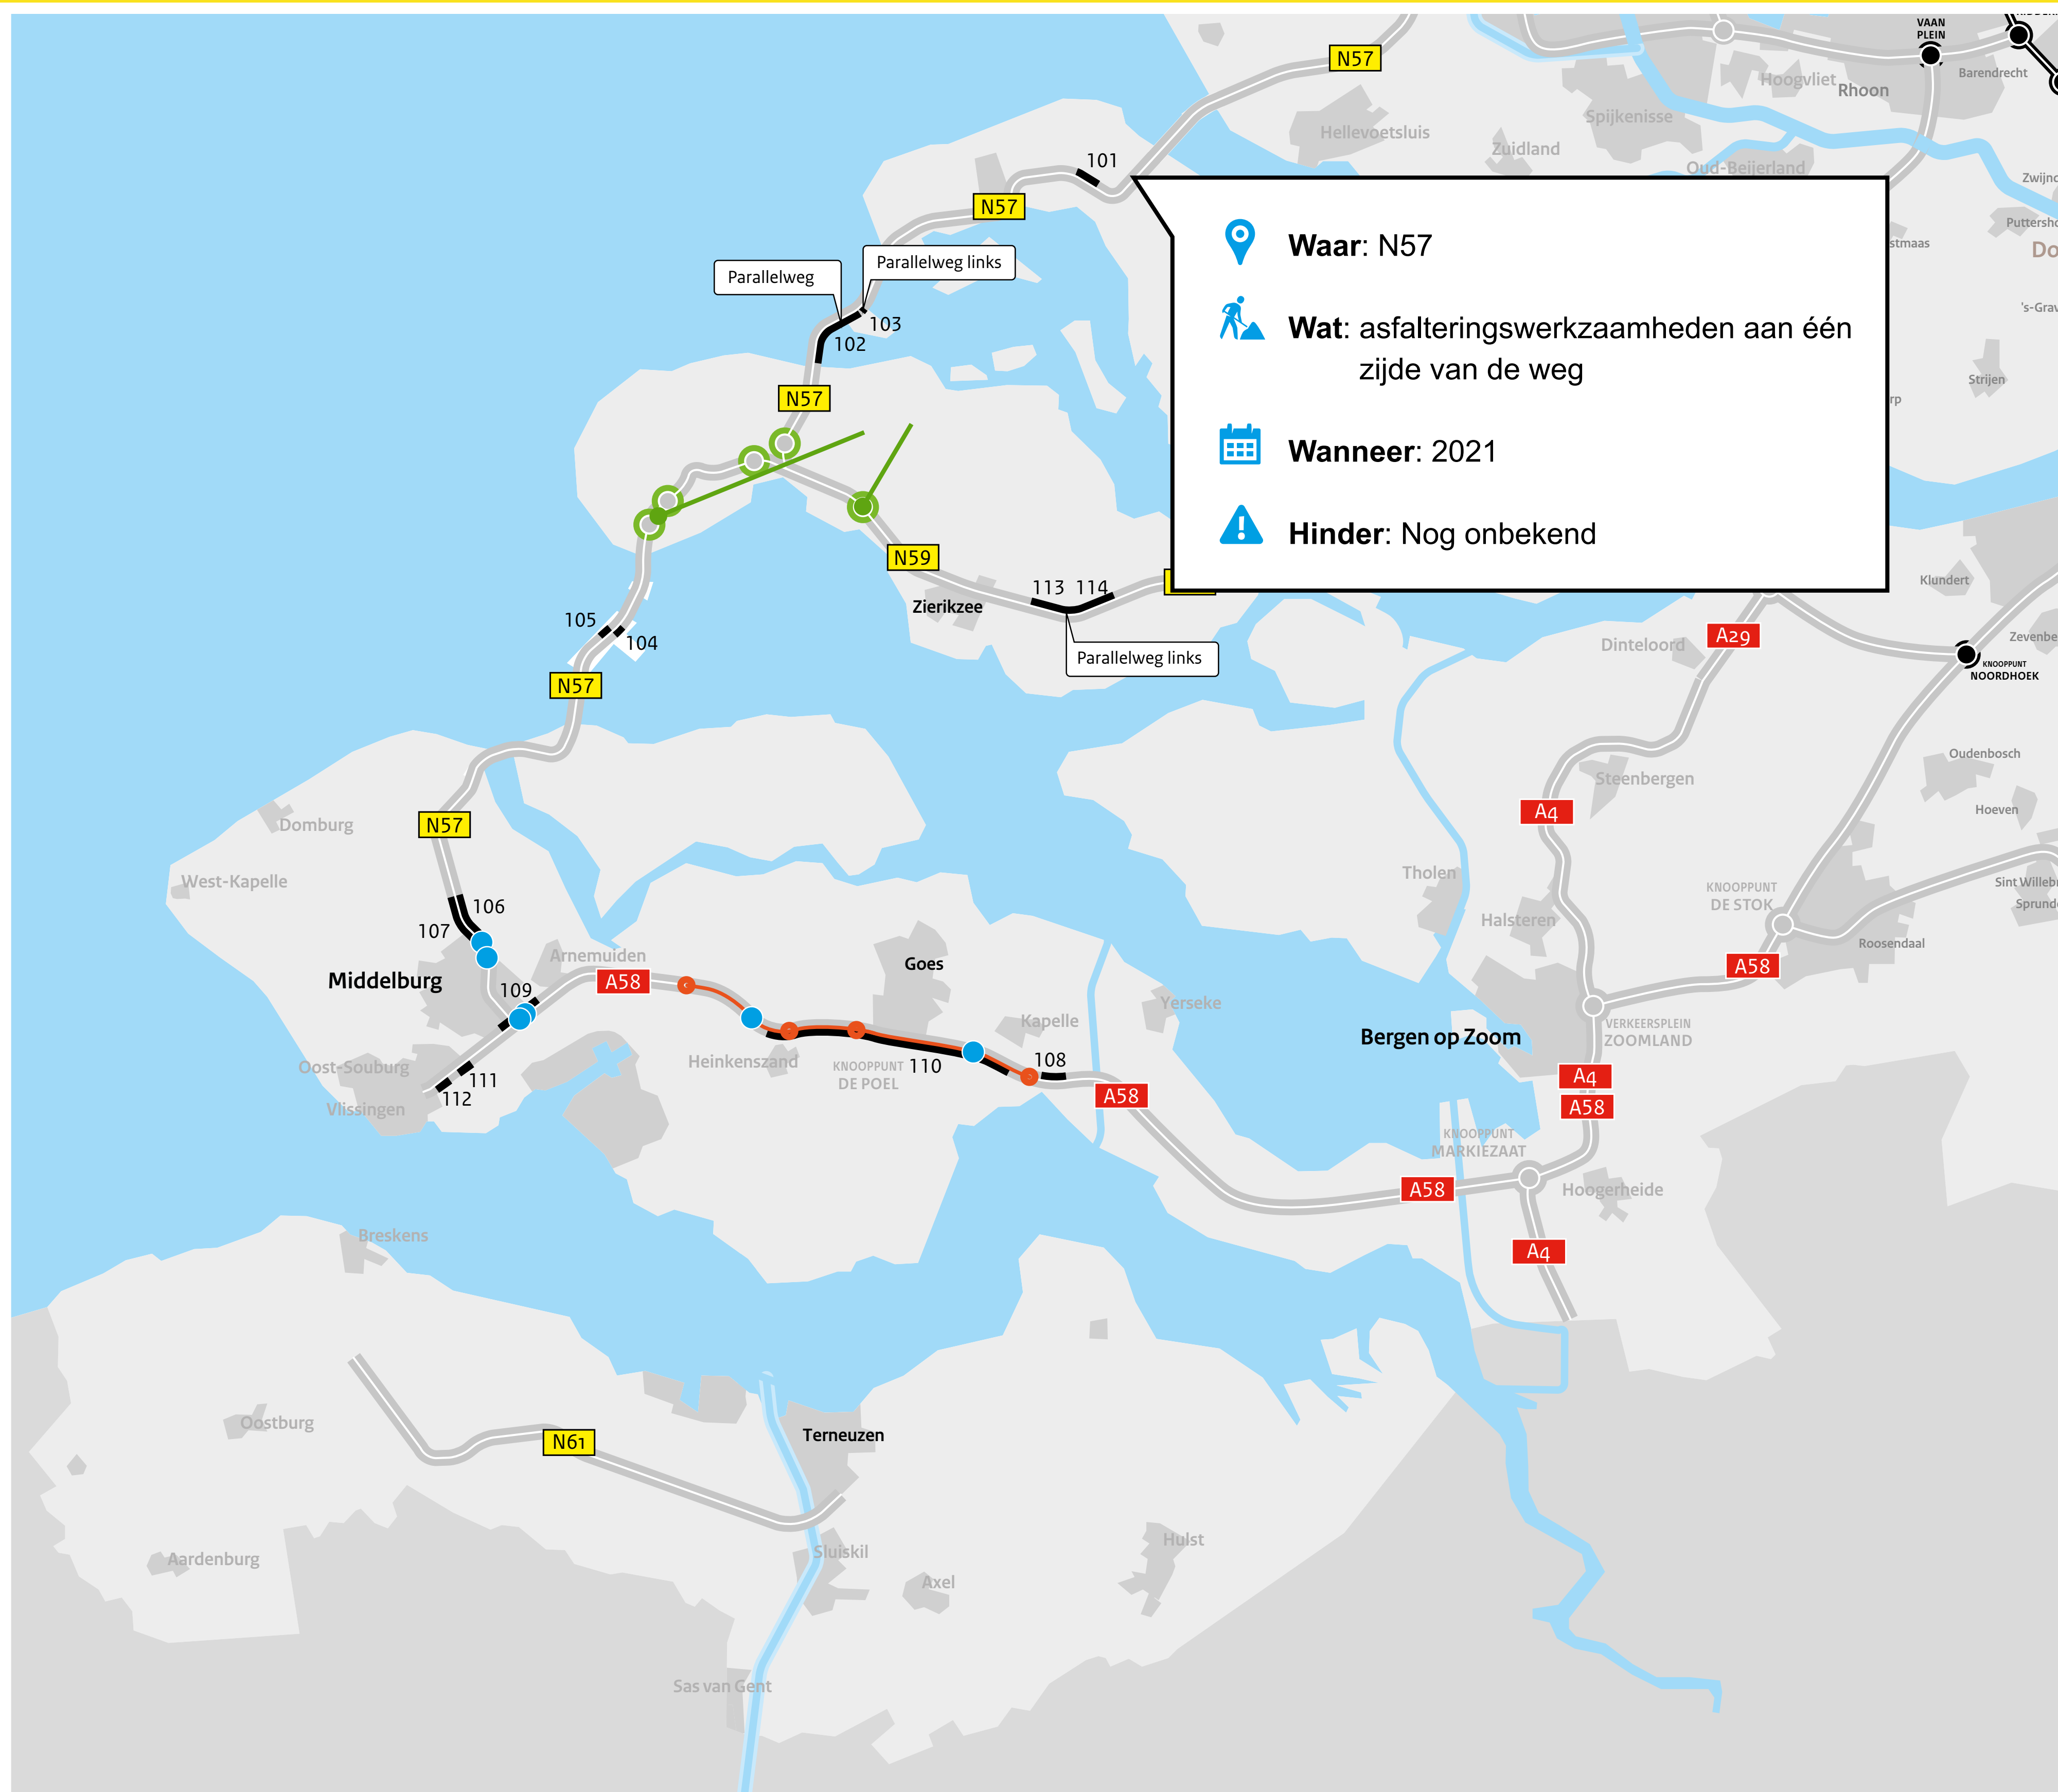 VAAN
PLEIN
Barendrecht
N57
Hoogvliet
Rhoon
Spijkenisse
Hellevoetsluis
Zuidland
Oud-Beijerland
101
N57
Parallelweg
Parallelweg links
103
102
N57
Waar: N57
Wat: asfalteringswerkzaamheden aan één
zijde van de weg
Wanneer: 2021
Hinder: Nog onbekend
Strijen
N59
Zierikzee
113 114
Parallelweg links
105
104
N57
Klundert
Dinteloord
A29
KNOOPPUNT
NOORDHOEK
Oudenbosch
Hoeven
Steenbergen
A4
Domburg
N57
West-Kapelle
106
107
Tholen
Halsteren
KNOOPPUNT
DE STOK
Roosendaal
A58
Middelburg
Arnemuiden
A58
109
Goes
Yerseke
Kapelle
Bergen op Zoom
VERKEERSPLEIN
ZOOMLAND
Oost-Souburg
111
112
Vlissingen
Heinkenszand
KNOOPPUNT
DE POEL
110
108
A58
A4
A58
KNOOPPUNT
MARKIEZAAT
A58
Hoogerheide
A4
Breskens
Oostburg
N61
Terneuzen
Aardenburg
Sluiskil
Axel
Hulst
Sas van Gent